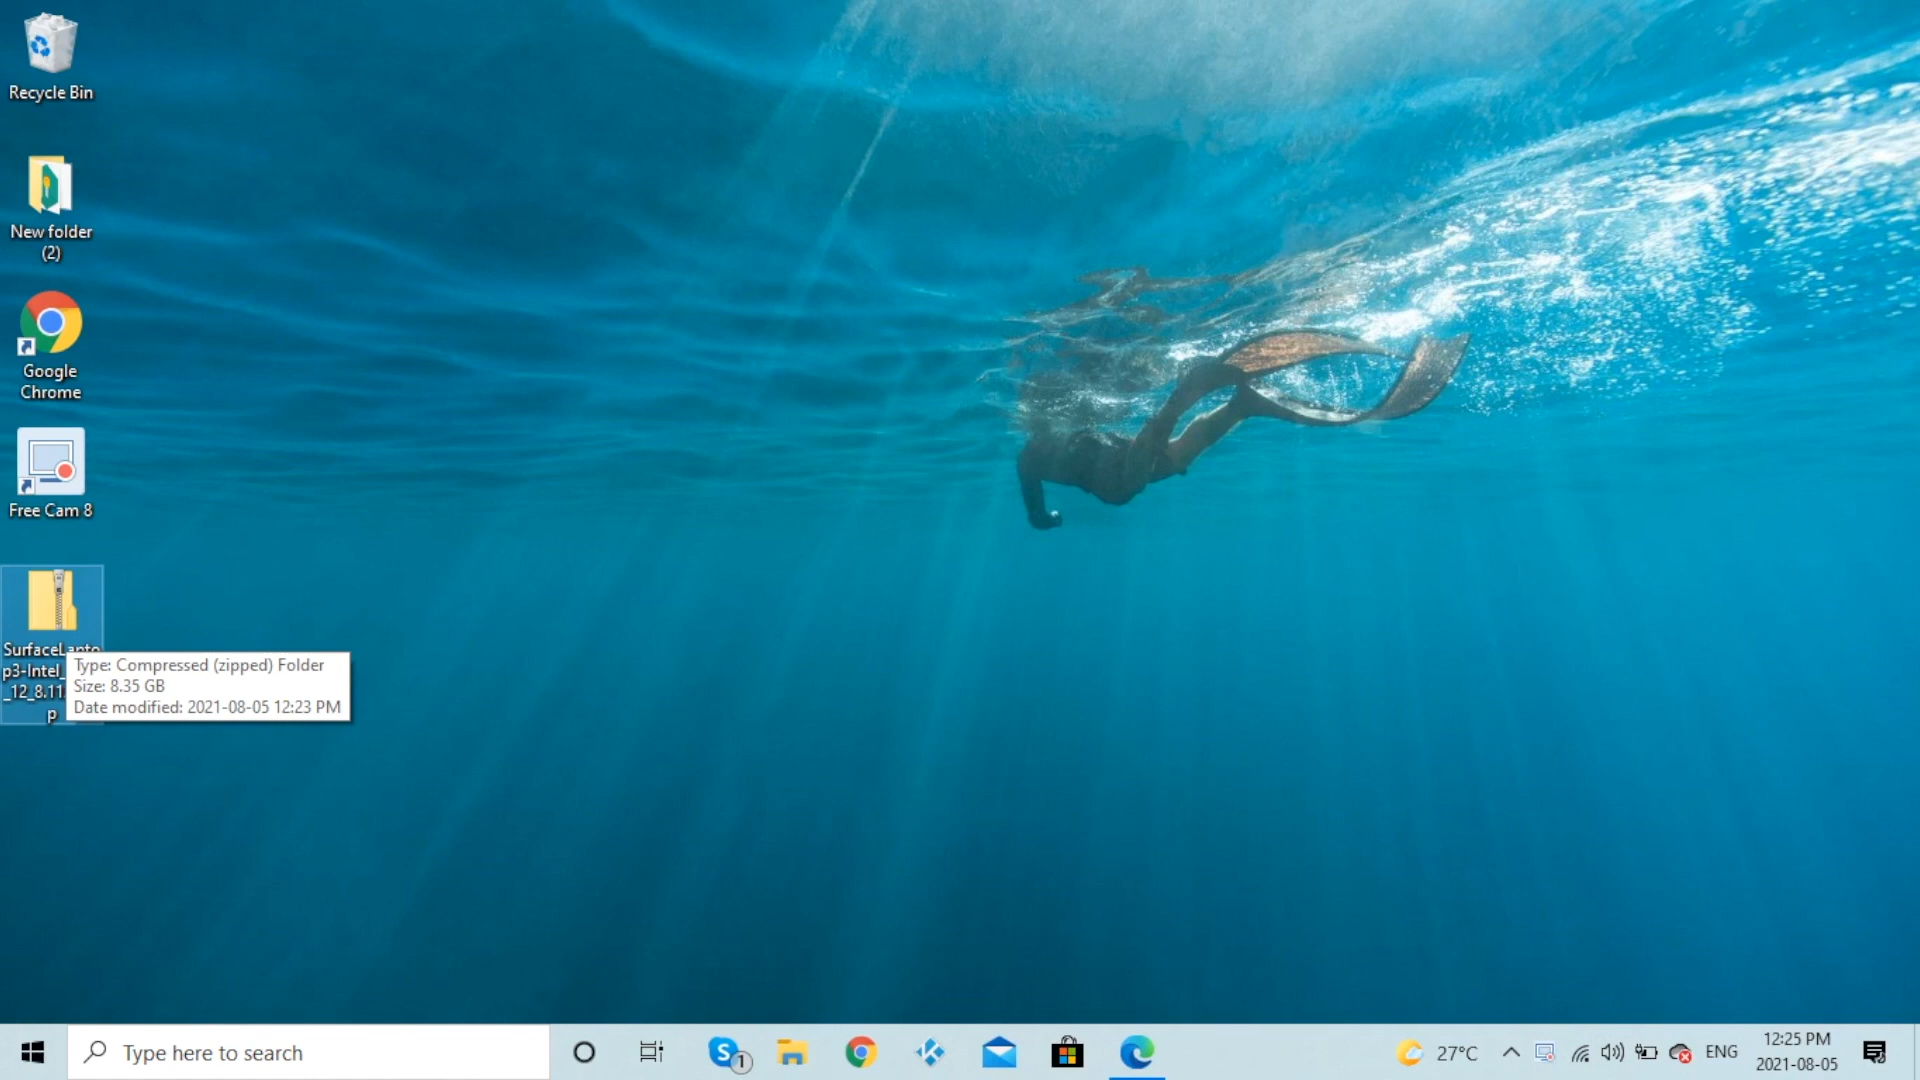 Recycle Bin
New folder
(2)
Google
Chrome
Free Cam 8
p3-Intel_
_12_8.11.
p
Type: Compressed (zipped) Folder
Size: 8.35 GB
Date modified: 2021-08-05 12:23 PM
Type here to search
1
27°C
ENG
12:25 PM
2021-08-05